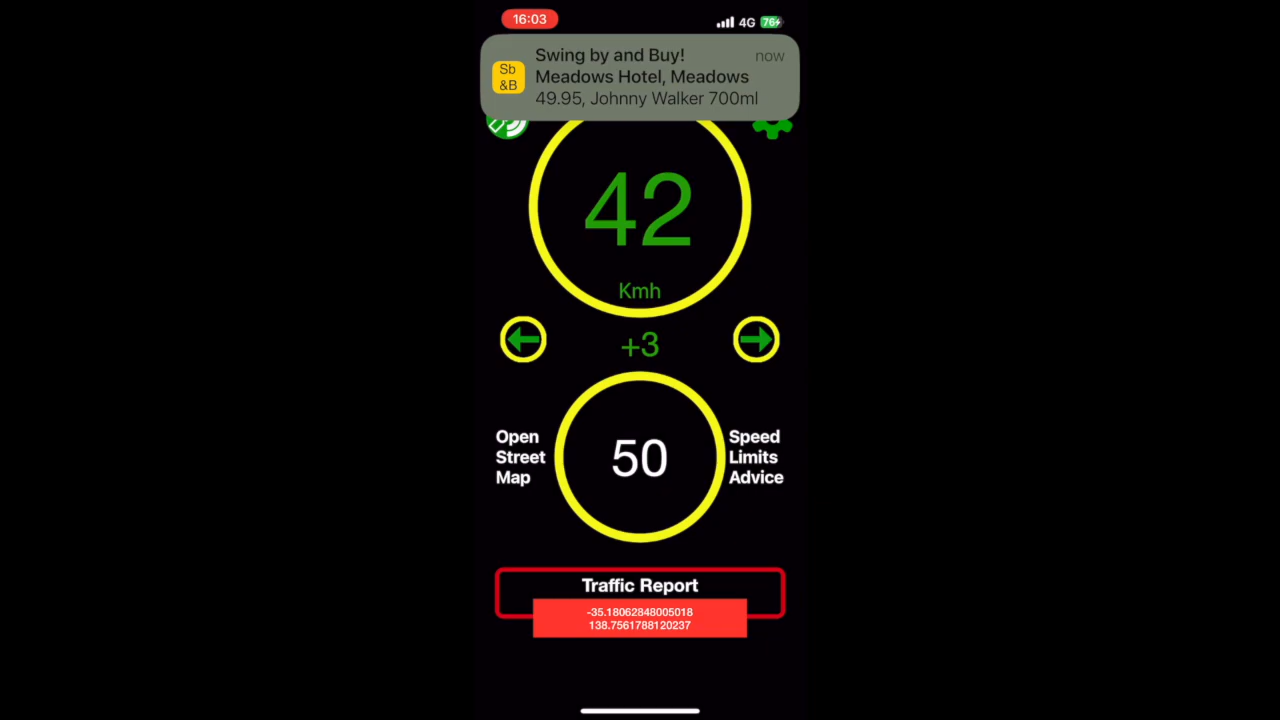 16:03
4G 76
Sb
&B
Swing by and Buy!
now
Meadows Hotel, Meadows
49.95, Johnny Walker 700ml
42
Kmh
+3
Open
Street
Map
50
Speed
Limits
Advice
Traffic Report
-35.18062848005018
138.7561788120237